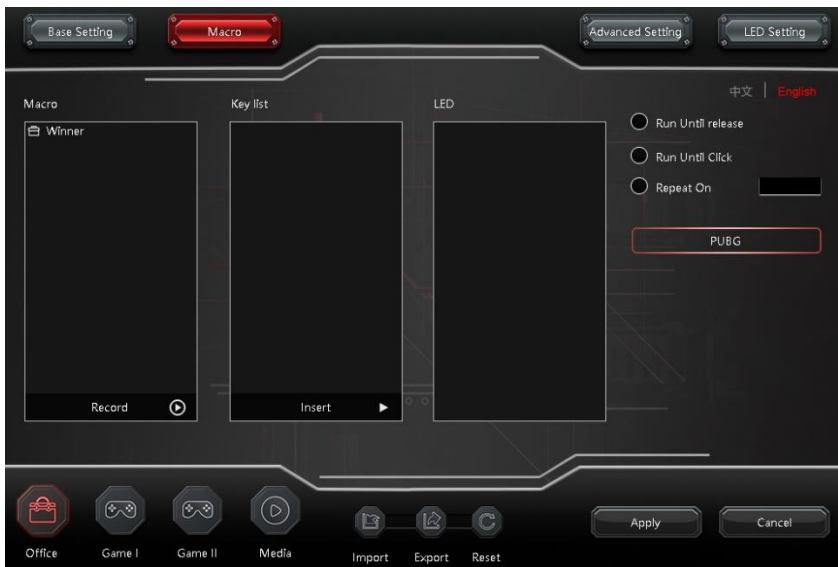 Base Setting
Macro
Advanced Setting
LED Setting
中文 | English
Macro
Key list
LED
Winner
Run Until release
Run Until Click
Repeat On
PUBG
Record
Insert
Office
Game I
Game II
Media
Import
Export
Reset
Apply
Cancel